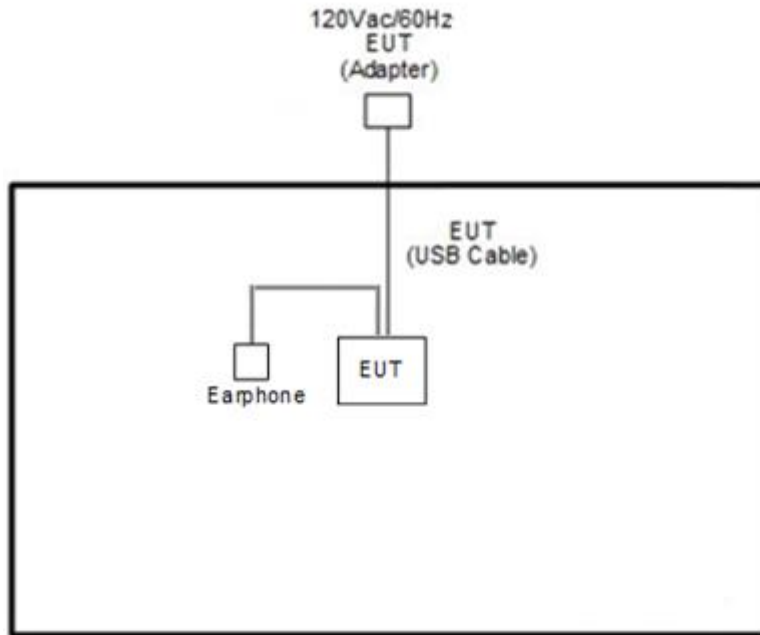 120Vac/60Hz
EUT
(Adapter)
EUT
(USB Cable)
EUT
Earphone